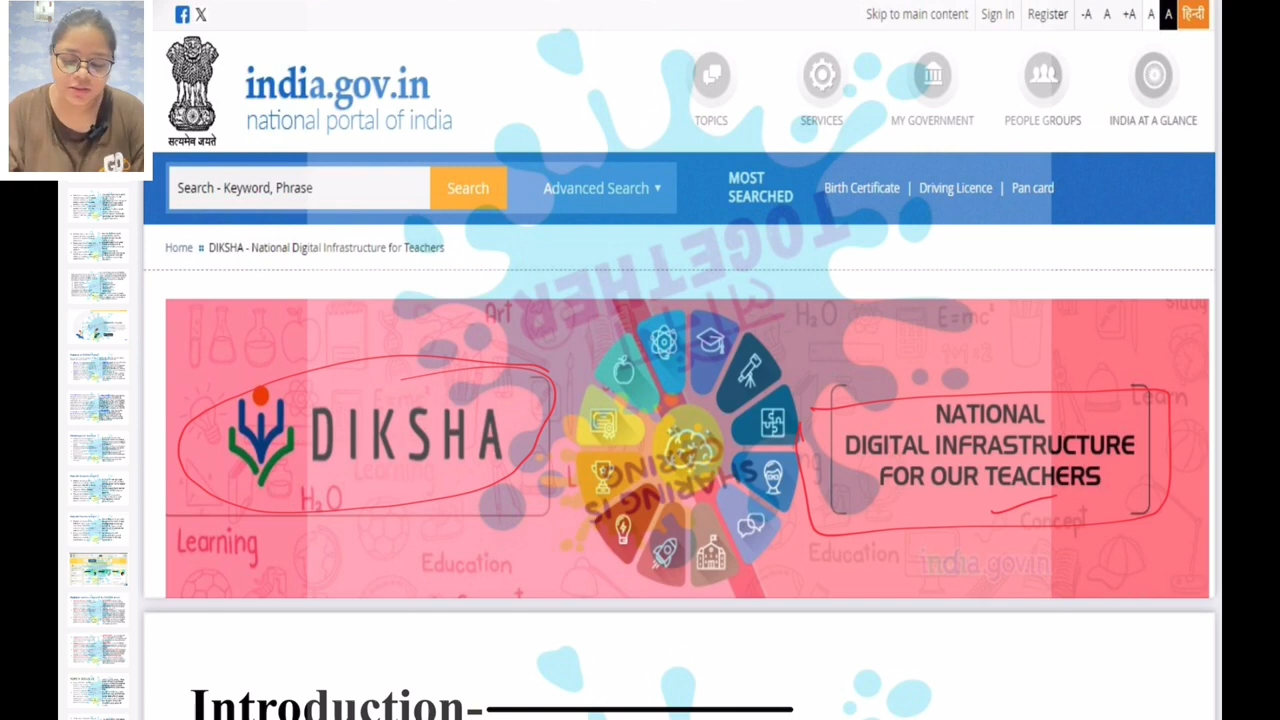 Skip to main content Sign In Register -A A +A A A हिन्दी
india.gov.in
national portal of india
सत्यमेव जयते
TOPICS SERVICES MY GOVERNMENT PEOPLE GROUPS INDIA AT A GLANCE
Search - Keyword, Phrase Search Advanced Search MOST SEARCHED Birth Certificate | Driving Licence | Pan card
Home DIKSHA - National Digital Infrastructure for Teachers
Art H₂O E=m Study
DIKSHA
NATIONAL
DIGITAL INFRASTRUCTURE
FOR OUR TEACHERS
Learn
H₂O
Concept
Learning Education Education india.gov.in
Introduction-